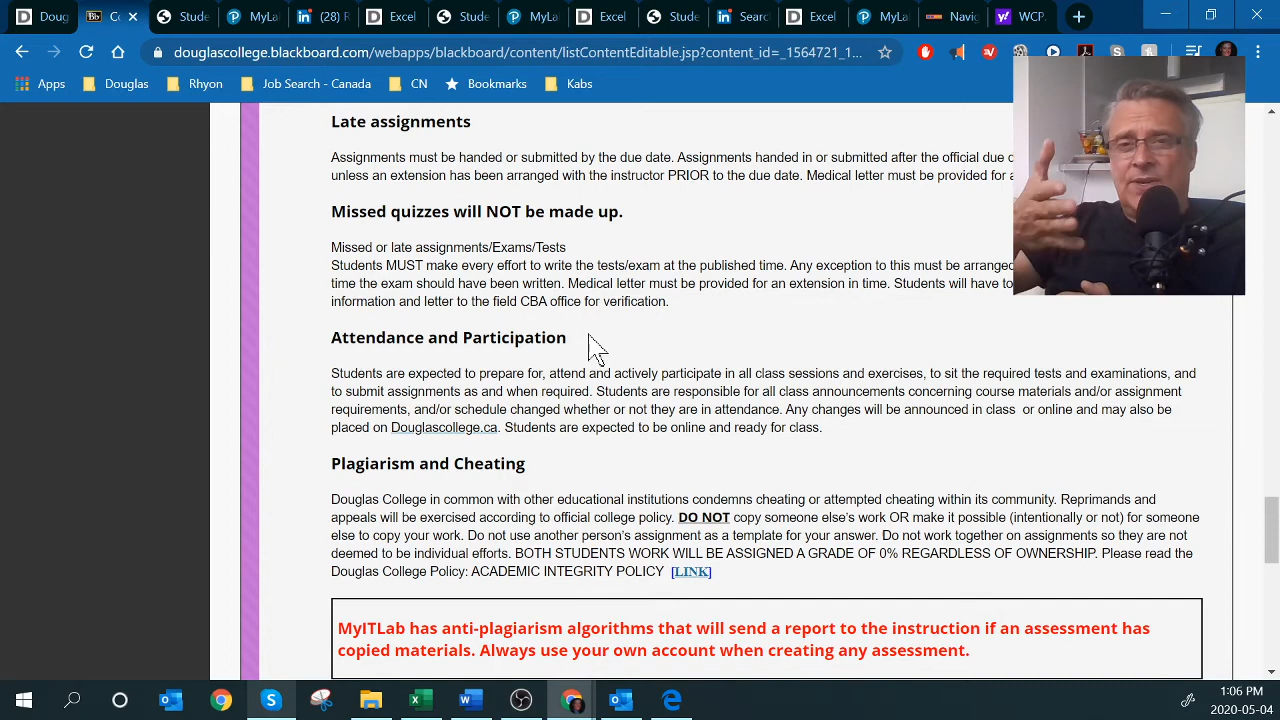 Doug
Bb Co
Stude
MyLa
(28) R
Excel
Stude
MyLa
Excel
Stude
Searc
Excel
MyLa
Navig
WCP.
douglascollege.blackboard.com/webapps/blackboard/content/listContentEditable.jsp?content_id=_1564721_1...
Apps
Douglas
Rhyon
Job Search - Canada
CN
Bookmarks
Kabs
Late assignments
Assignments must be handed or submitted by the due date. Assignments handed in or submitted after the official due
unless an extension has been arranged with the instructor PRIOR to the due date. Medical letter must be provided for
Missed quizzes will NOT be made up.
Missed or late assignments/Exams/Tests
Students MUST make every effort to write the tests/exam at the published time. Any exception to this must be arranged
time the exam should have been written. Medical letter must be provided for an extension in time. Students will have to
information and letter to the field CBA office for verification.
Attendance and Participation
Students are expected to prepare for, attend and actively participate in all class sessions and exercises, to sit the required tests and examinations, and
to submit assignments as and when required. Students are responsible for all class announcements concerning course materials and/or assignment
requirements, and/or schedule changed whether or not they are in attendance. Any changes will be announced in class or online and may also be
placed on Douglascollege.ca. Students are expected to be online and ready for class.
Plagiarism and Cheating
Douglas College in common with other educational institutions condemns cheating or attempted cheating within its community. Reprimands and
appeals will be exercised according to official college policy. DO NOT copy someone else's work OR make it possible (intentionally or not) for someone
else to copy your work. Do not use another person's assignment as a template for your answer. Do not work together on assignments so they are not
deemed to be individual efforts. BOTH STUDENTS WORK WILL BE ASSIGNED A GRADE OF 0% REGARDLESS OF OWNERSHIP. Please read the
Douglas College Policy: ACADEMIC INTEGRITY POLICY [LINK]
MyITLab has anti-plagiarism algorithms that will send a report to the instruction if an assessment has
copied materials. Always use your own account when creating any assessment.
1:06 PM
2020-05-04